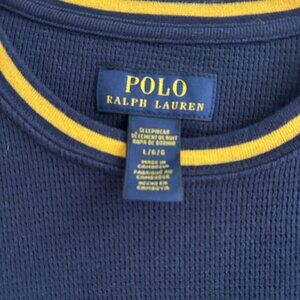 POLO
RALPH LAUREN
SLEEPWEAR
VÊTEMENT DE NUIT
ROPA DE DORMIR
L/G/G
MADE IN
CAMBODIA
FABRIQUÉ AU
CAMBODGE
HECHO EN
CAMBOYA